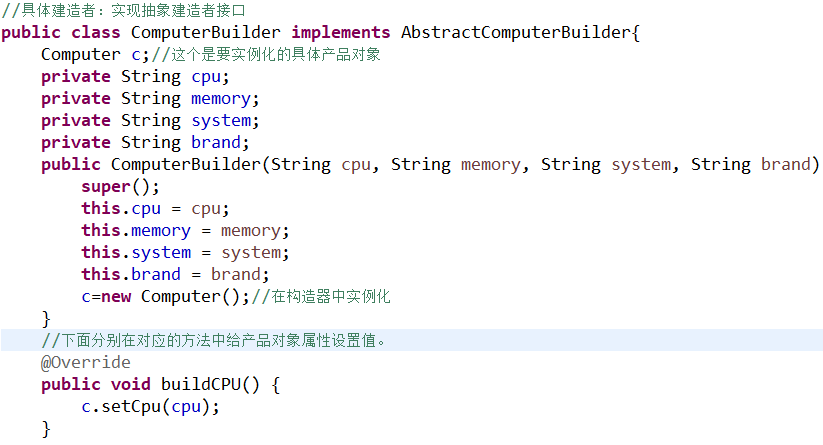 //具体建造者：实现抽象建造者接口
public class ComputerBuilder implements AbstractComputerBuilder{
    Computer c;//这个是要实例化的具体产品对象
    private String cpu;
    private String memory;
    private String system;
    private String brand;
    public ComputerBuilder(String cpu, String memory, String system, String brand)
        super();
        this.cpu = cpu;
        this.memory = memory;
        this.system = system;
        this.brand = brand;
        c=new Computer();//在构造器中实例化
    }
    //下面分别在对应的方法中给产品对象属性设置值。
    @Override
    public void buildCPU() {
        c.setCpu(cpu);
    }